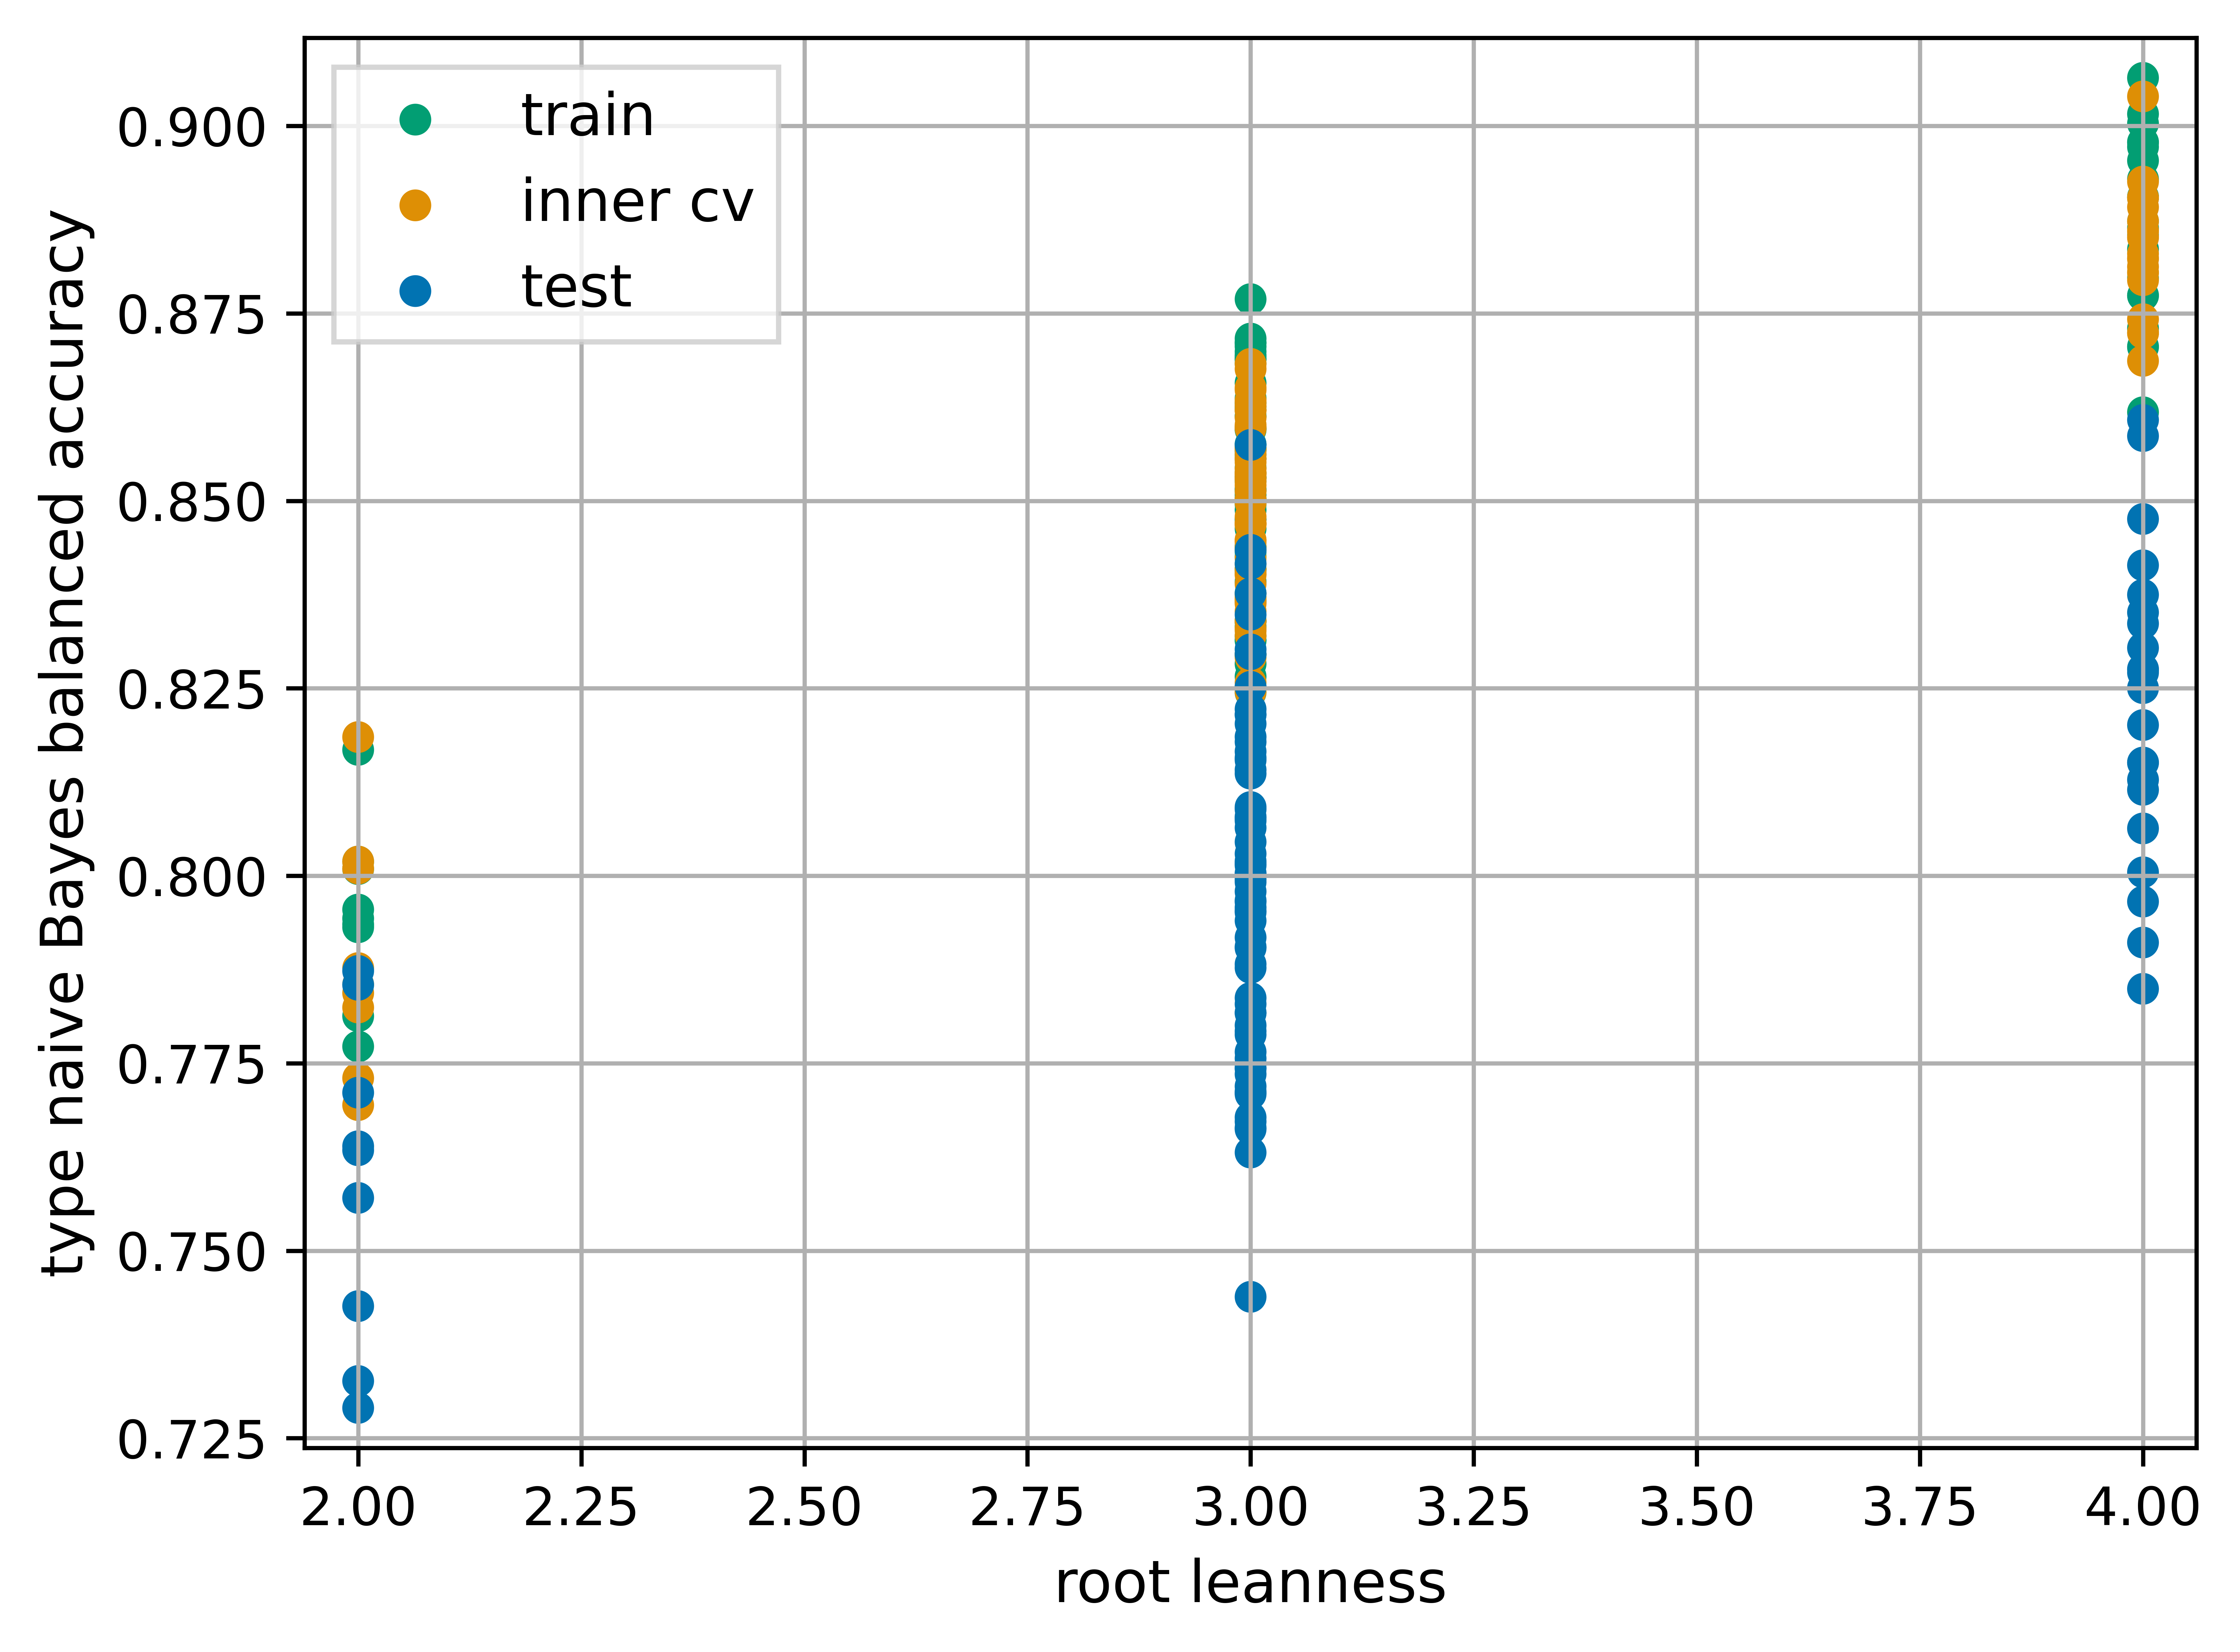 train
inner cv
test
0.900
0.875
0.850
0.825
0.800
0.775
0.750
0.725
type naive Bayes balanced accuracy
2.00 2.25 2.50 2.75 3.00 3.25 3.50 3.75 4.00
root leanness